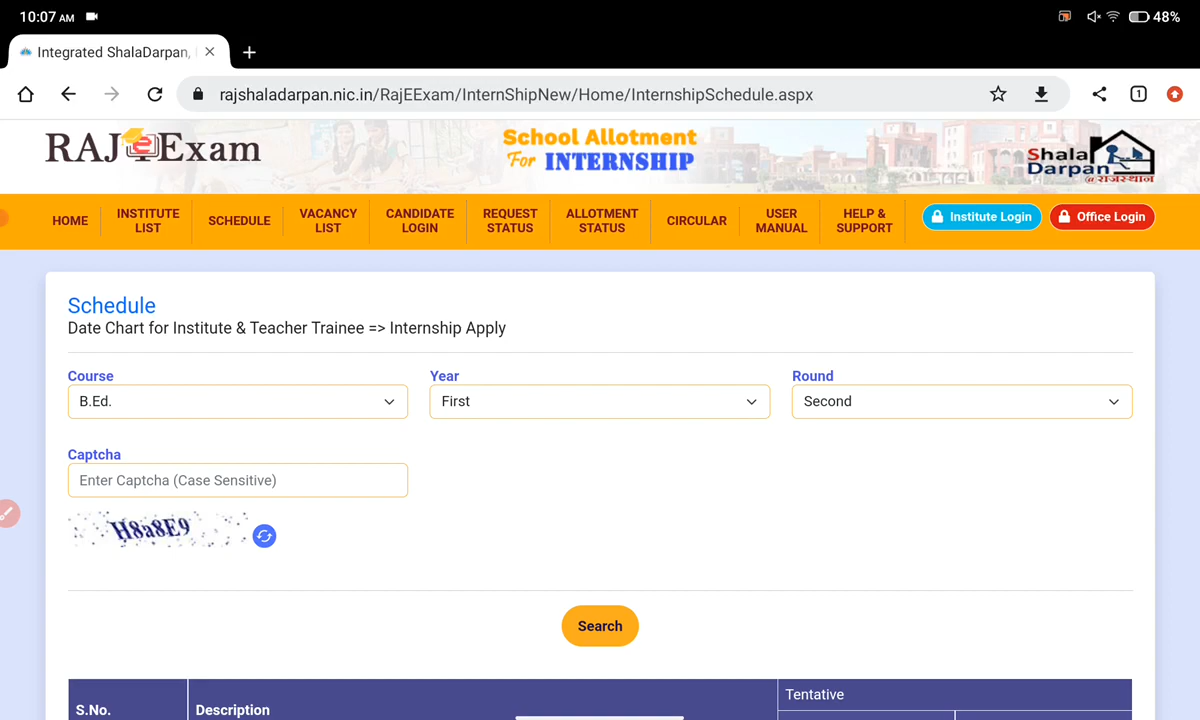 10:07 AM
48%
Integrated ShalaDarpan,
rajshaladarpan.nic.in/RajEExam/InternShipNew/Home/InternshipSchedule.aspx
1
RAJ e Exam
School Allotment
For INTERNSHIP
Shala
Darpan
@राजस्थान
HOME
INSTITUTE
LIST
SCHEDULE
VACANCY
LIST
CANDIDATE
LOGIN
REQUEST
STATUS
ALLOTMENT
STATUS
CIRCULAR
USER
MANUAL
HELP &
SUPPORT
Institute Login
Office Login
Schedule
Date Chart for Institute & Teacher Trainee => Internship Apply
Course
Year
Round
B.Ed.
First
Second
Captcha
Enter Captcha (Case Sensitive)
H8a8E9
Search
S.No.
Description
Tentative